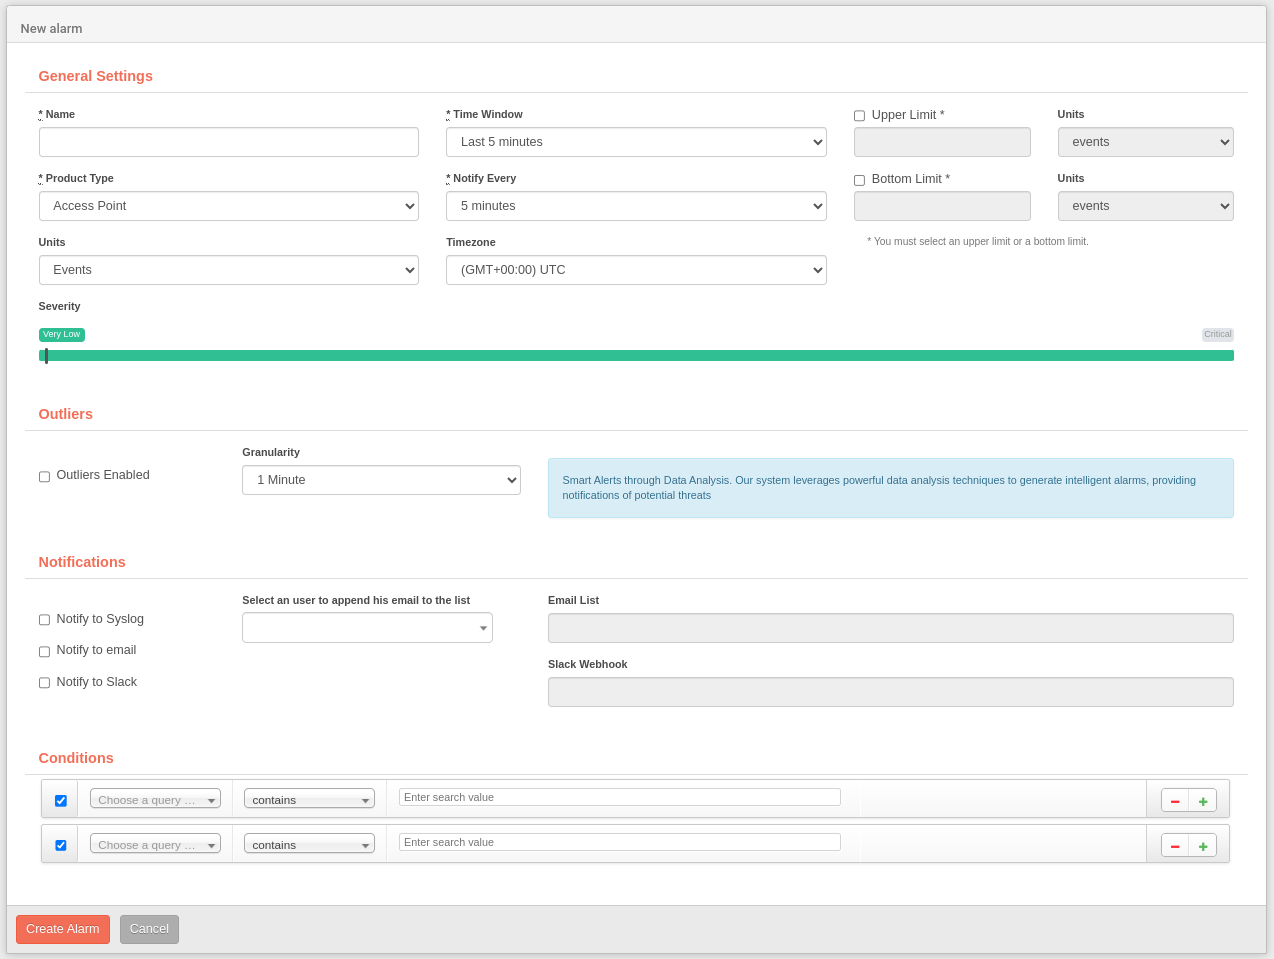 New alarm
General Settings
* Name
* Time Window
Upper Limit *
Units
Last 5 minutes
events
* Product Type
* Notify Every
Bottom Limit *
Units
Access Point
5 minutes
events
Units
Timezone
* You must select an upper limit or a bottom limit.
Events
(GMT+00:00) UTC
Severity
Very Low
Critical
Outliers
Outliers Enabled
Granularity
1 Minute
Smart Alerts through Data Analysis. Our system leverages powerful data analysis techniques to generate intelligent alarms, providing
notifications of potential threats
Notifications
Notify to Syslog
Notify to email
Notify to Slack
Select an user to append his email to the list
Email List
Slack Webhook
Conditions
Choose a query ...
contains
Enter search value
Choose a query ...
contains
Enter search value
Create Alarm
Cancel